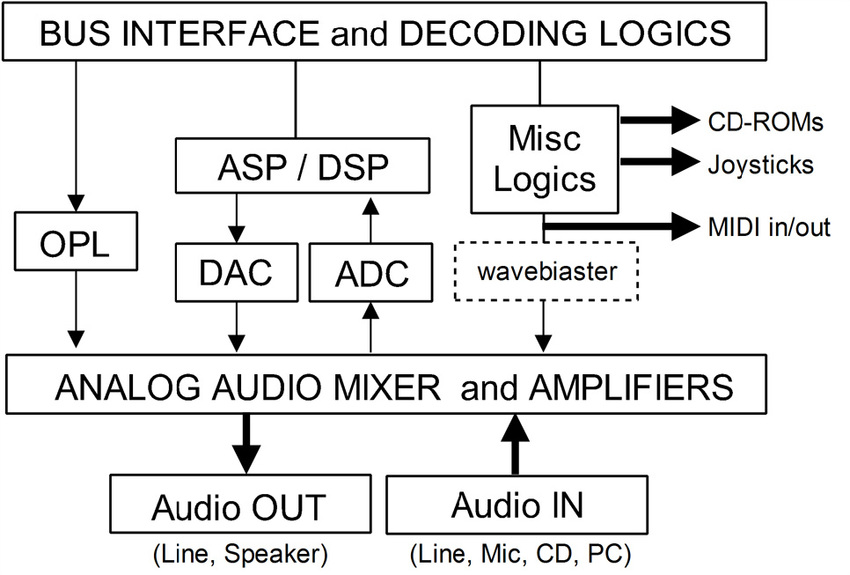 BUS INTERFACE and DECODING LOGICS
Misc
Logics
CD-ROMs
Joysticks
MIDI in/out
ASP / DSP
OPL
DAC
ADC
wavebiaster
ANALOG AUDIO MIXER and AMPLIFIERS
Audio OUT
Audio IN
(Line, Speaker)
(Line, Mic, CD, PC)